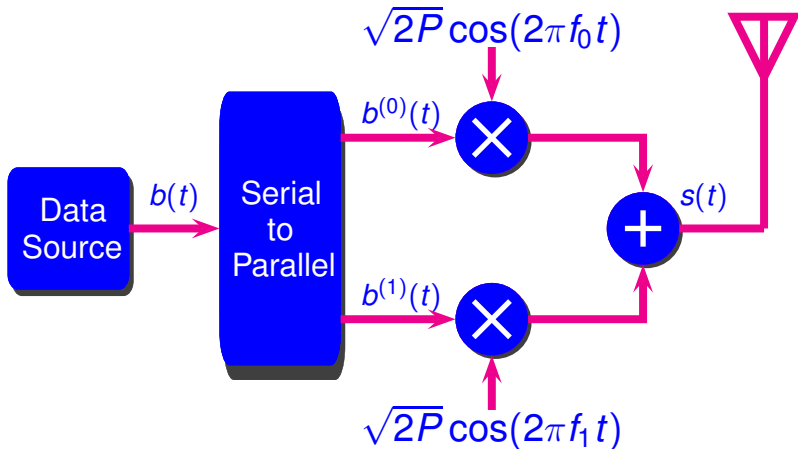 √2P cos(2πf₀t)
b⁽⁰⁾(t)
Data
Source
b(t)
Serial
to
Parallel
×
+
s(t)
b⁽¹⁾(t)
×
√2P cos(2πf₁t)